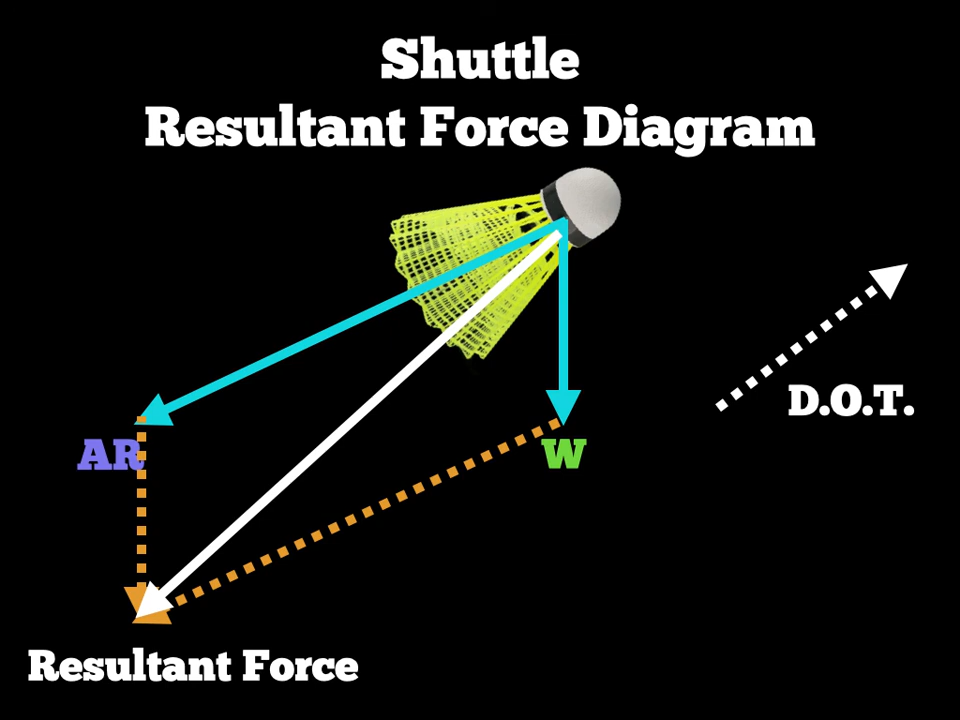 Shuttle
Resultant Force Diagram
D.O.T.
AR
W
Resultant Force